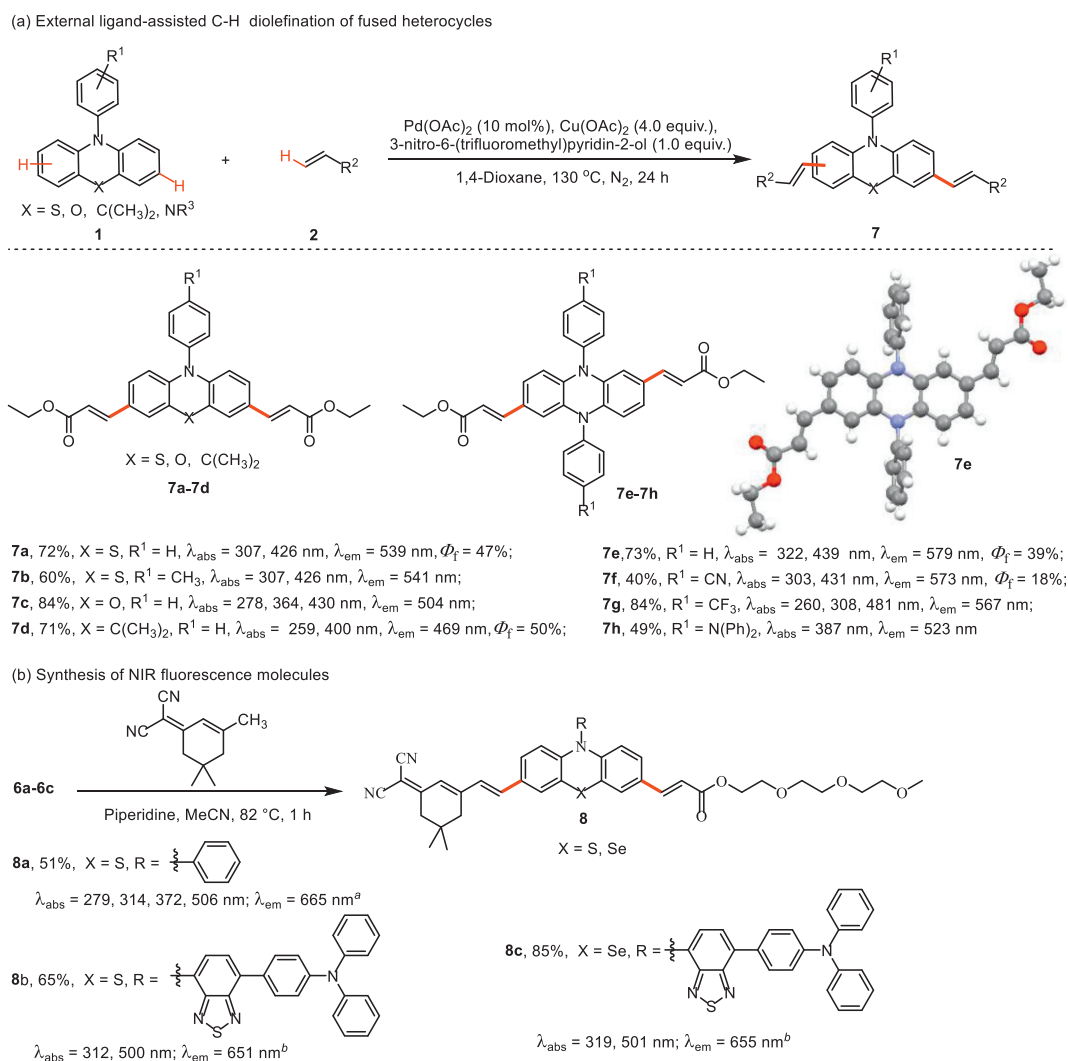 (a) External ligand-assisted C-H diolefination of fused heterocycles
R¹
N
H
X
H
X = S, O, C(CH₃)₂, NR³
1
+
H
R²
2
Pd(OAc)₂ (10 mol%), Cu(OAc)₂ (4.0 equiv.),
3-nitro-6-(trifluoromethyl)pyridin-2-ol (1.0 equiv.)
1,4-Dioxane, 130 °C, N₂, 24 h
R¹
N
R²
X
R²
7
R¹
N
O
O
X
O
O
X = S, O, C(CH₃)₂
7a-7d
R¹
N
O
O
O
O
N
R¹
7e-7h
7e
7a, 72%, X = S, R¹ = H, λabs = 307, 426 nm, λem = 539 nm, Φf = 47%;
7b, 60%, X = S, R¹ = CH₃, λabs = 307, 426 nm, λem = 541 nm;
7c, 84%, X = O, R¹ = H, λabs = 278, 364, 430 nm, λem = 504 nm;
7d, 71%, X = C(CH₃)₂, R¹ = H, λabs = 259, 400 nm, λem = 469 nm, Φf = 50%;
7e,73%, R¹ = H, λabs = 322, 439 nm, λem = 579 nm, Φf = 39%;
7f, 40%, R¹ = CN, λabs = 303, 431 nm, λem = 573 nm, Φf = 18%;
7g, 84%, R¹ = CF₃, λabs = 260, 308, 481 nm, λem = 567 nm;
7h, 49%, R¹ = N(Ph)₂, λabs = 387 nm, λem = 523 nm
(b) Synthesis of NIR fluorescence molecules
6a-6c
CN
NC
CH₃
Piperidine, MeCN, 82 °C, 1 h
CN
NC
R
N
X
O
O
O
O
O
8
X = S, Se
8a, 51%, X = S, R =
λabs = 279, 314, 372, 506 nm; λem = 665 nmᵃ
8b, 65%, X = S, R =
N
N
S
N
λabs = 312, 500 nm; λem = 651 nmᵇ
8c, 85%, X = Se, R =
N
N
S
N
λabs = 319, 501 nm; λem = 655 nmᵇ